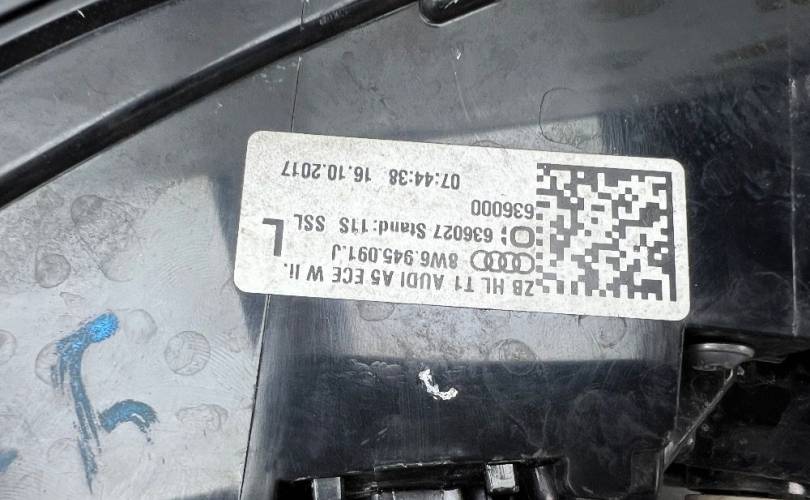 ZB HL T1 AUDI A5 ECE W li.
8W6.945.091.J
636027 Stand:11S SSL L
636000
07:44:38 16.10.2017